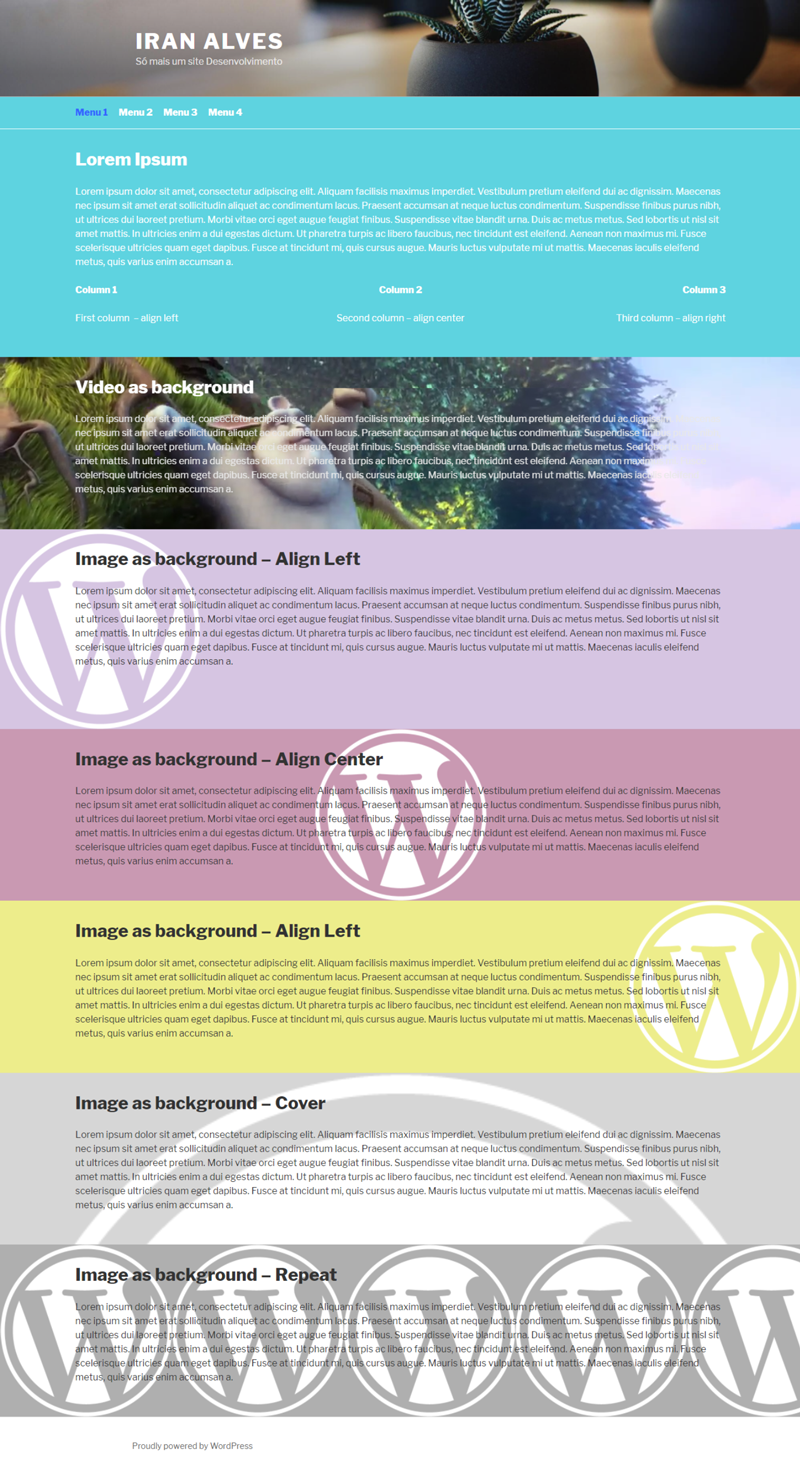 IRAN ALVES
Só mais um site Desenvolvimento
Menu 1 Menu 2 Menu 3 Menu 4
Lorem Ipsum
Lorem ipsum dolor sit amet, consectetur adipiscing elit. Aliquam facilisis maximus imperdiet. Vestibulum pretium eleifend dui ac dignissim. Maecenas
nec ipsum sit amet erat sollicitudin aliquet ac condimentum lacus. Praesent accumsan at neque luctus condimentum. Suspendisse finibus purus nibh,
ut ultrices dui laoreet pretium. Morbi vitae orci eget augue feugiat finibus. Suspendisse vitae blandit urna. Duis ac metus metus. Sed lobortis ut nisl sit
amet mattis. In ultricies enim a dui egestas dictum. Ut pharetra turpis ac libero faucibus, nec tincidunt est eleifend. Aenean non maximus mi. Fusce
scelerisque ultricies quam eget dapibus. Fusce at tincidunt mi, quis cursus augue. Mauris luctus vulputate mi ut mattis. Maecenas iaculis eleifend
metus, quis varius enim accumsan a.
Column 1 Column 2 Column 3
First column – align left Second column – align center Third column – align right
Video as background
Lorem ipsum dolor sit amet, consectetur adipiscing elit. Aliquam facilisis maximus imperdiet. Vestibulum pretium eleifend dui ac
nec ipsum sit amet erat sollicitudin aliquet ac condimentum lacus. Praesent accumsan at neque luctus condimentum. Suspendisse
ut ultrices dui laoreet pretium. Morbi vitae orci eget augue feugiat finibus. Suspendisse vitae blandit urna. Duis ac metus metus. Sed
amet mattis. In ultricies enim a dui egestas dictum. Ut pharetra turpis ac libero faucibus, nec tincidunt est eleifend. Aenean non
scelerisque ultricies quam eget dapibus. Fusce at tincidunt mi, quis cursus augue. Mauris luctus vulputate mi ut mattis. Maecenas
metus, quis varius enim accumsan a.
Image as background – Align Left
Lorem ipsum dolor sit amet, consectetur adipiscing elit. Aliquam facilisis maximus imperdiet. Vestibulum pretium eleifend dui ac dignissim. Maecenas
nec ipsum sit amet erat sollicitudin aliquet ac condimentum lacus. Praesent accumsan at neque luctus condimentum. Suspendisse finibus purus nibh,
ut ultrices dui laoreet pretium. Morbi vitae orci eget augue feugiat finibus. Suspendisse vitae blandit urna. Duis ac metus metus. Sed lobortis ut nisl sit
amet mattis. In ultricies enim a dui egestas dictum. Ut pharetra turpis ac libero faucibus, nec tincidunt est eleifend. Aenean non maximus mi. Fusce
scelerisque ultricies quam eget dapibus. Fusce at tincidunt mi, quis cursus augue. Mauris luctus vulputate mi ut mattis. Maecenas iaculis eleifend
metus, quis varius enim accumsan a.
Image as background – Align Center
Lorem ipsum dolor sit amet, consectetur adipiscing elit. Aliquam facilisis maximus imperdiet. Vestibulum pretium eleifend dui ac dignissim. Maecenas
nec ipsum sit amet erat sollicitudin aliquet ac condimentum lacus. Praesent accumsan at neque luctus condimentum. Suspendisse finibus purus nibh,
ut ultrices dui laoreet pretium. Morbi vitae orci eget augue feugiat finibus. Suspendisse vitae blandit urna. Duis ac metus metus. Sed lobortis ut nisl sit
amet mattis. In ultricies enim a dui egestas dictum. Ut pharetra turpis ac libero faucibus, nec tincidunt est eleifend. Aenean non maximus mi. Fusce
scelerisque ultricies quam eget dapibus. Fusce at tincidunt mi, quis cursus augue. Mauris luctus vulputate mi ut mattis. Maecenas iaculis eleifend
metus, quis varius enim accumsan a.
Image as background – Align Left
Lorem ipsum dolor sit amet, consectetur adipiscing elit. Aliquam facilisis maximus imperdiet. Vestibulum pretium eleifend dui ac dignissim. Maecenas
nec ipsum sit amet erat sollicitudin aliquet ac condimentum lacus. Praesent accumsan at neque luctus condimentum. Suspendisse finibus purus nibh,
ut ultrices dui laoreet pretium. Morbi vitae orci eget augue feugiat finibus. Suspendisse vitae blandit urna. Duis ac metus metus. Sed lobortis ut nisl sit
amet mattis. In ultricies enim a dui egestas dictum. Ut pharetra turpis ac libero faucibus, nec tincidunt est eleifend. Aenean non maximus mi. Fusce
scelerisque ultricies quam eget dapibus. Fusce at tincidunt mi, quis cursus augue. Mauris luctus vulputate mi ut mattis. Maecenas iaculis eleifend
metus, quis varius enim accumsan a.
Image as background – Cover
Lorem ipsum dolor sit amet, consectetur adipiscing elit. Aliquam facilisis maximus imperdiet. Vestibulum pretium eleifend dui ac dignissim. Maecenas
nec ipsum sit amet erat sollicitudin aliquet ac condimentum lacus. Praesent accumsan at neque luctus condimentum. Suspendisse finibus purus nibh,
ut ultrices dui laoreet pretium. Morbi vitae orci eget augue feugiat finibus. Suspendisse vitae blandit urna. Duis ac metus metus. Sed lobortis ut nisl sit
amet mattis. In ultricies enim a dui egestas dictum. Ut pharetra turpis ac libero faucibus, nec tincidunt est eleifend. Aenean non maximus mi. Fusce
scelerisque ultricies quam eget dapibus. Fusce at tincidunt mi, quis cursus augue. Mauris luctus vulputate mi ut mattis. Maecenas iaculis eleifend
metus, quis varius enim accumsan a.
Image as background – Repeat
Lorem ipsum dolor sit amet, consectetur adipiscing elit. Aliquam facilisis maximus imperdiet. Vestibulum pretium eleifend dui ac dignissim. Maecenas
nec ipsum sit amet erat sollicitudin aliquet ac condimentum lacus. Praesent accumsan at neque luctus condimentum. Suspendisse finibus purus nibh,
ut ultrices dui laoreet pretium. Morbi vitae orci eget augue feugiat finibus. Suspendisse vitae blandit urna. Duis ac metus metus. Sed lobortis ut nisl sit
amet mattis. In ultricies enim a dui egestas dictum. Ut pharetra turpis ac libero faucibus, nec tincidunt est eleifend. Aenean non maximus mi. Fusce
scelerisque ultricies quam eget dapibus. Fusce at tincidunt mi, quis cursus augue. Mauris luctus vulputate mi ut mattis. Maecenas iaculis eleifend
metus, quis varius enim accumsan a.
Proudly powered by WordPress